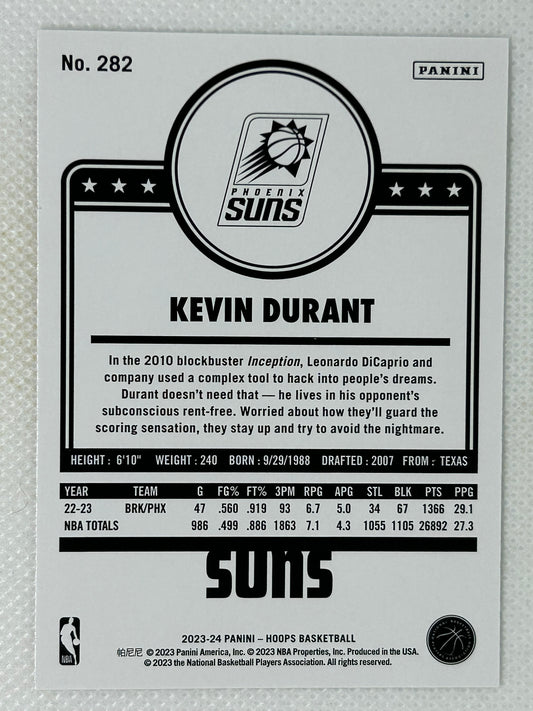 No. 282
PANINI
PHOENIX
SUNS
KEVIN DURANT
In the 2010 blockbuster Inception, Leonardo DiCaprio and
company used a complex tool to hack into people's dreams.
Durant doesn't need that — he lives in his opponent's
subconscious rent-free. Worried about how they'll guard the
scoring sensation, they stay up and try to avoid the nightmare.
HEIGHT: 6'10" WEIGHT: 240 BORN: 9/29/1988 DRAFTED: 2007 FROM: TEXAS
YEAR TEAM G FG% FT% 3PM RPG APG STL BLK PTS PPG
22-23 BRK/PHX 47 .560 .919 93 6.7 5.0 34 67 1366 29.1
NBA TOTALS 986 .499 .886 1863 7.1 4.3 1055 1105 26892 27.3
SUNS
2023-24 PANINI – HOOPS BASKETBALL
帕尼尼 © 2023 Panini America, Inc. © 2023 NBA Properties, Inc. Produced in the USA.
© 2023 the National Basketball Players Association. All rights reserved.
NBA